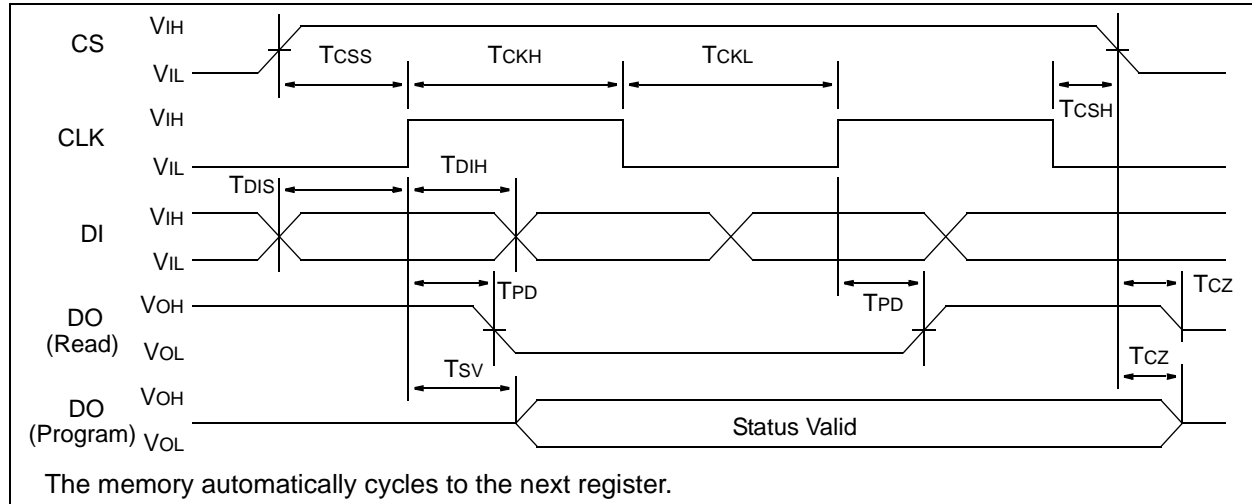 CS
VIH
VIL
TCSS
TCKH
TCKL
TCSH
CLK
VIH
VIL
TDIS
TDIH
DI
VIH
VIL
TPD
TPD
TCZ
DO
(Read)
VOH
VOL
TSV
TCZ
DO
(Program)
VOH
VOL
Status Valid
The memory automatically cycles to the next register.